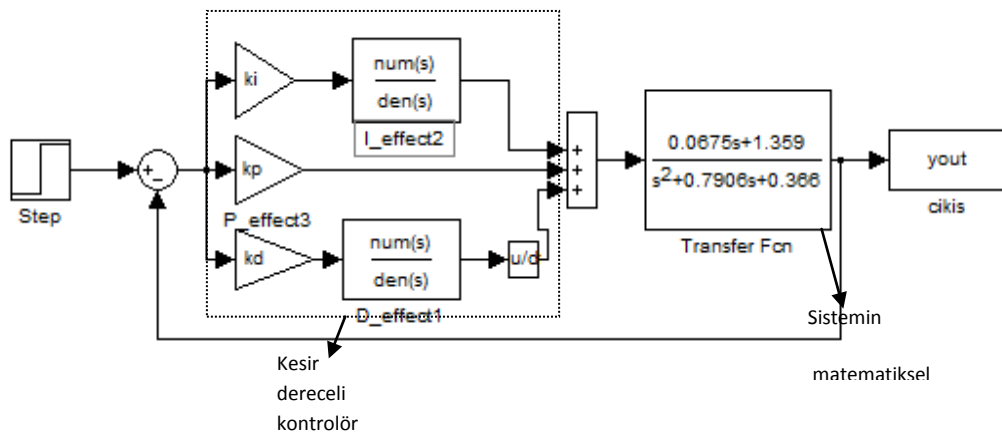 ki
num(s)
den(s)
I_effect2
Step
+
−
kp
P_effect3
kd
num(s)
den(s)
D_effect1
+
+
+
0.0675s+1.359
s2+0.7906s+0.366
Transfer Fcn
yout
cikis
Kesir
dereceli
kontrolör
Sistemin
matematiksel